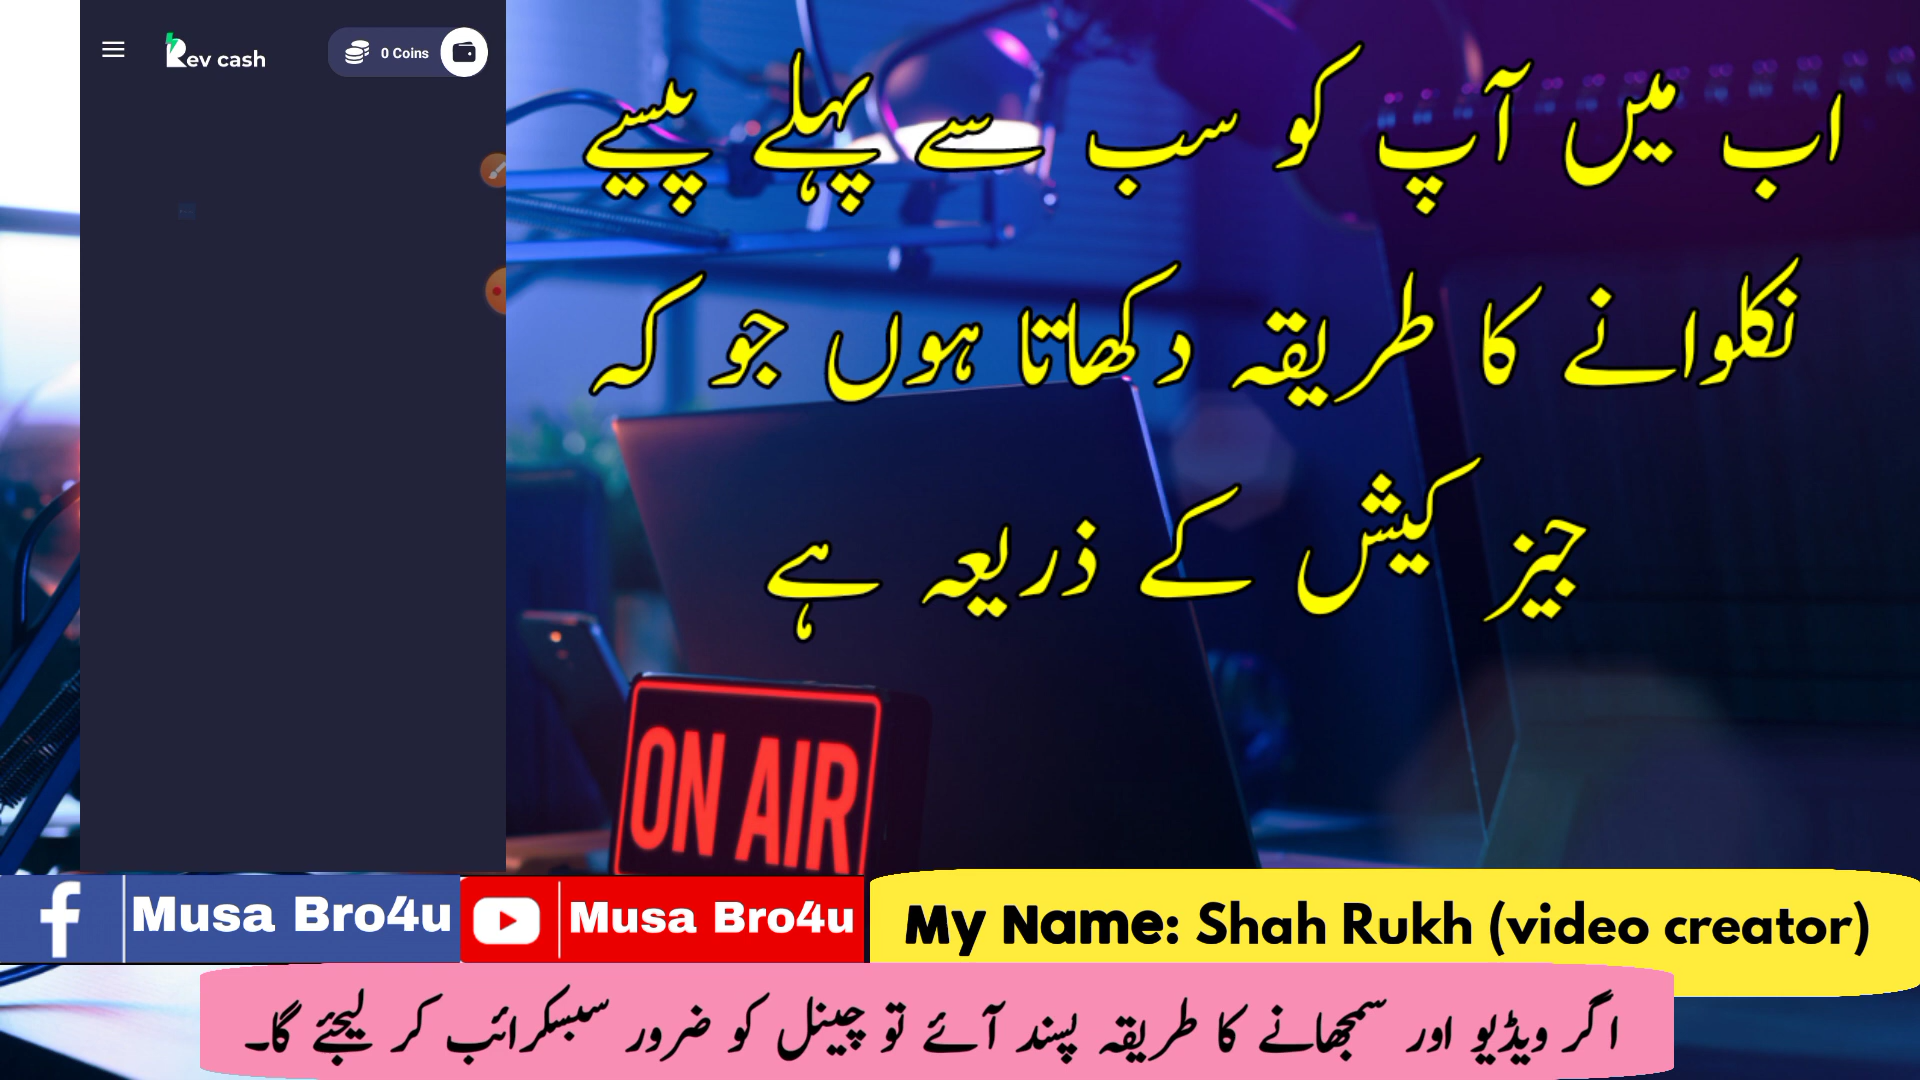 Rev cash
0 Coins
اب میں آپ کو سب سے پہلے پیسے
نکلوانے کا طریقہ دکھاتا ہوں جو کہ
جیز کیش کے ذریعہ ہے
ON AIR
Musa Bro4u
Musa Bro4u
My Name: Shah Rukh (video creator)
اگر ویڈیو اور سمجھانے کا طریقہ پسند آئے تو چینل کو ضرور سبسکرائب کر لیجئے گا۔